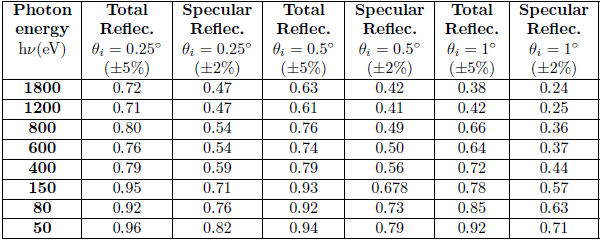 Photon Total Specular Total Specular Total Specular
energy Reflec. Reflec. Reflec. Reflec. Reflec. Reflec.
hν(eV) θi = 0.25° θi = 0.25° θi = 0.5° θi = 0.5° θi = 1° θi = 1°
(±5%) (±2%) (±5%) (±2%) (±5%) (±2%)
1800 0.72 0.47 0.63 0.42 0.38 0.24
1200 0.71 0.47 0.61 0.41 0.42 0.25
800 0.80 0.54 0.76 0.49 0.66 0.36
600 0.76 0.54 0.74 0.50 0.64 0.37
400 0.79 0.59 0.79 0.56 0.72 0.44
150 0.95 0.71 0.93 0.678 0.78 0.57
80 0.92 0.76 0.92 0.73 0.85 0.63
50 0.96 0.82 0.94 0.79 0.92 0.71